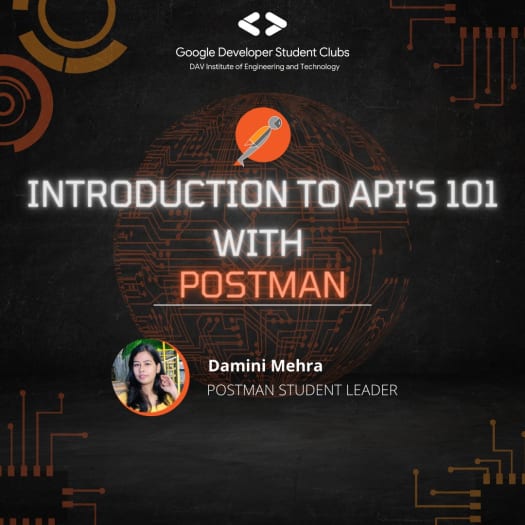 Google Developer Student Clubs
DAV Institute of Engineering and Technology
INTRODUCTION TO API'S 101
WITH
POSTMAN
Damini Mehra
POSTMAN STUDENT LEADER